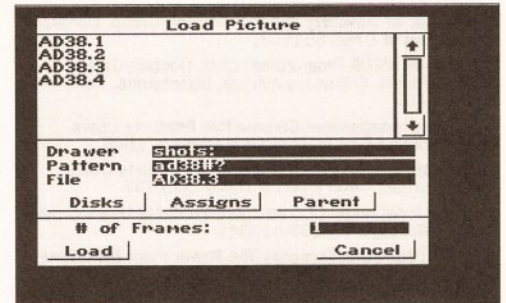 Load Picture
AD38.1
AD38.2
AD38.3
AD38.4
Drawer shots:
Pattern ad38#?
File AD38.3
Disks Assigns Parent
# of Frames: 1
Load Cancel